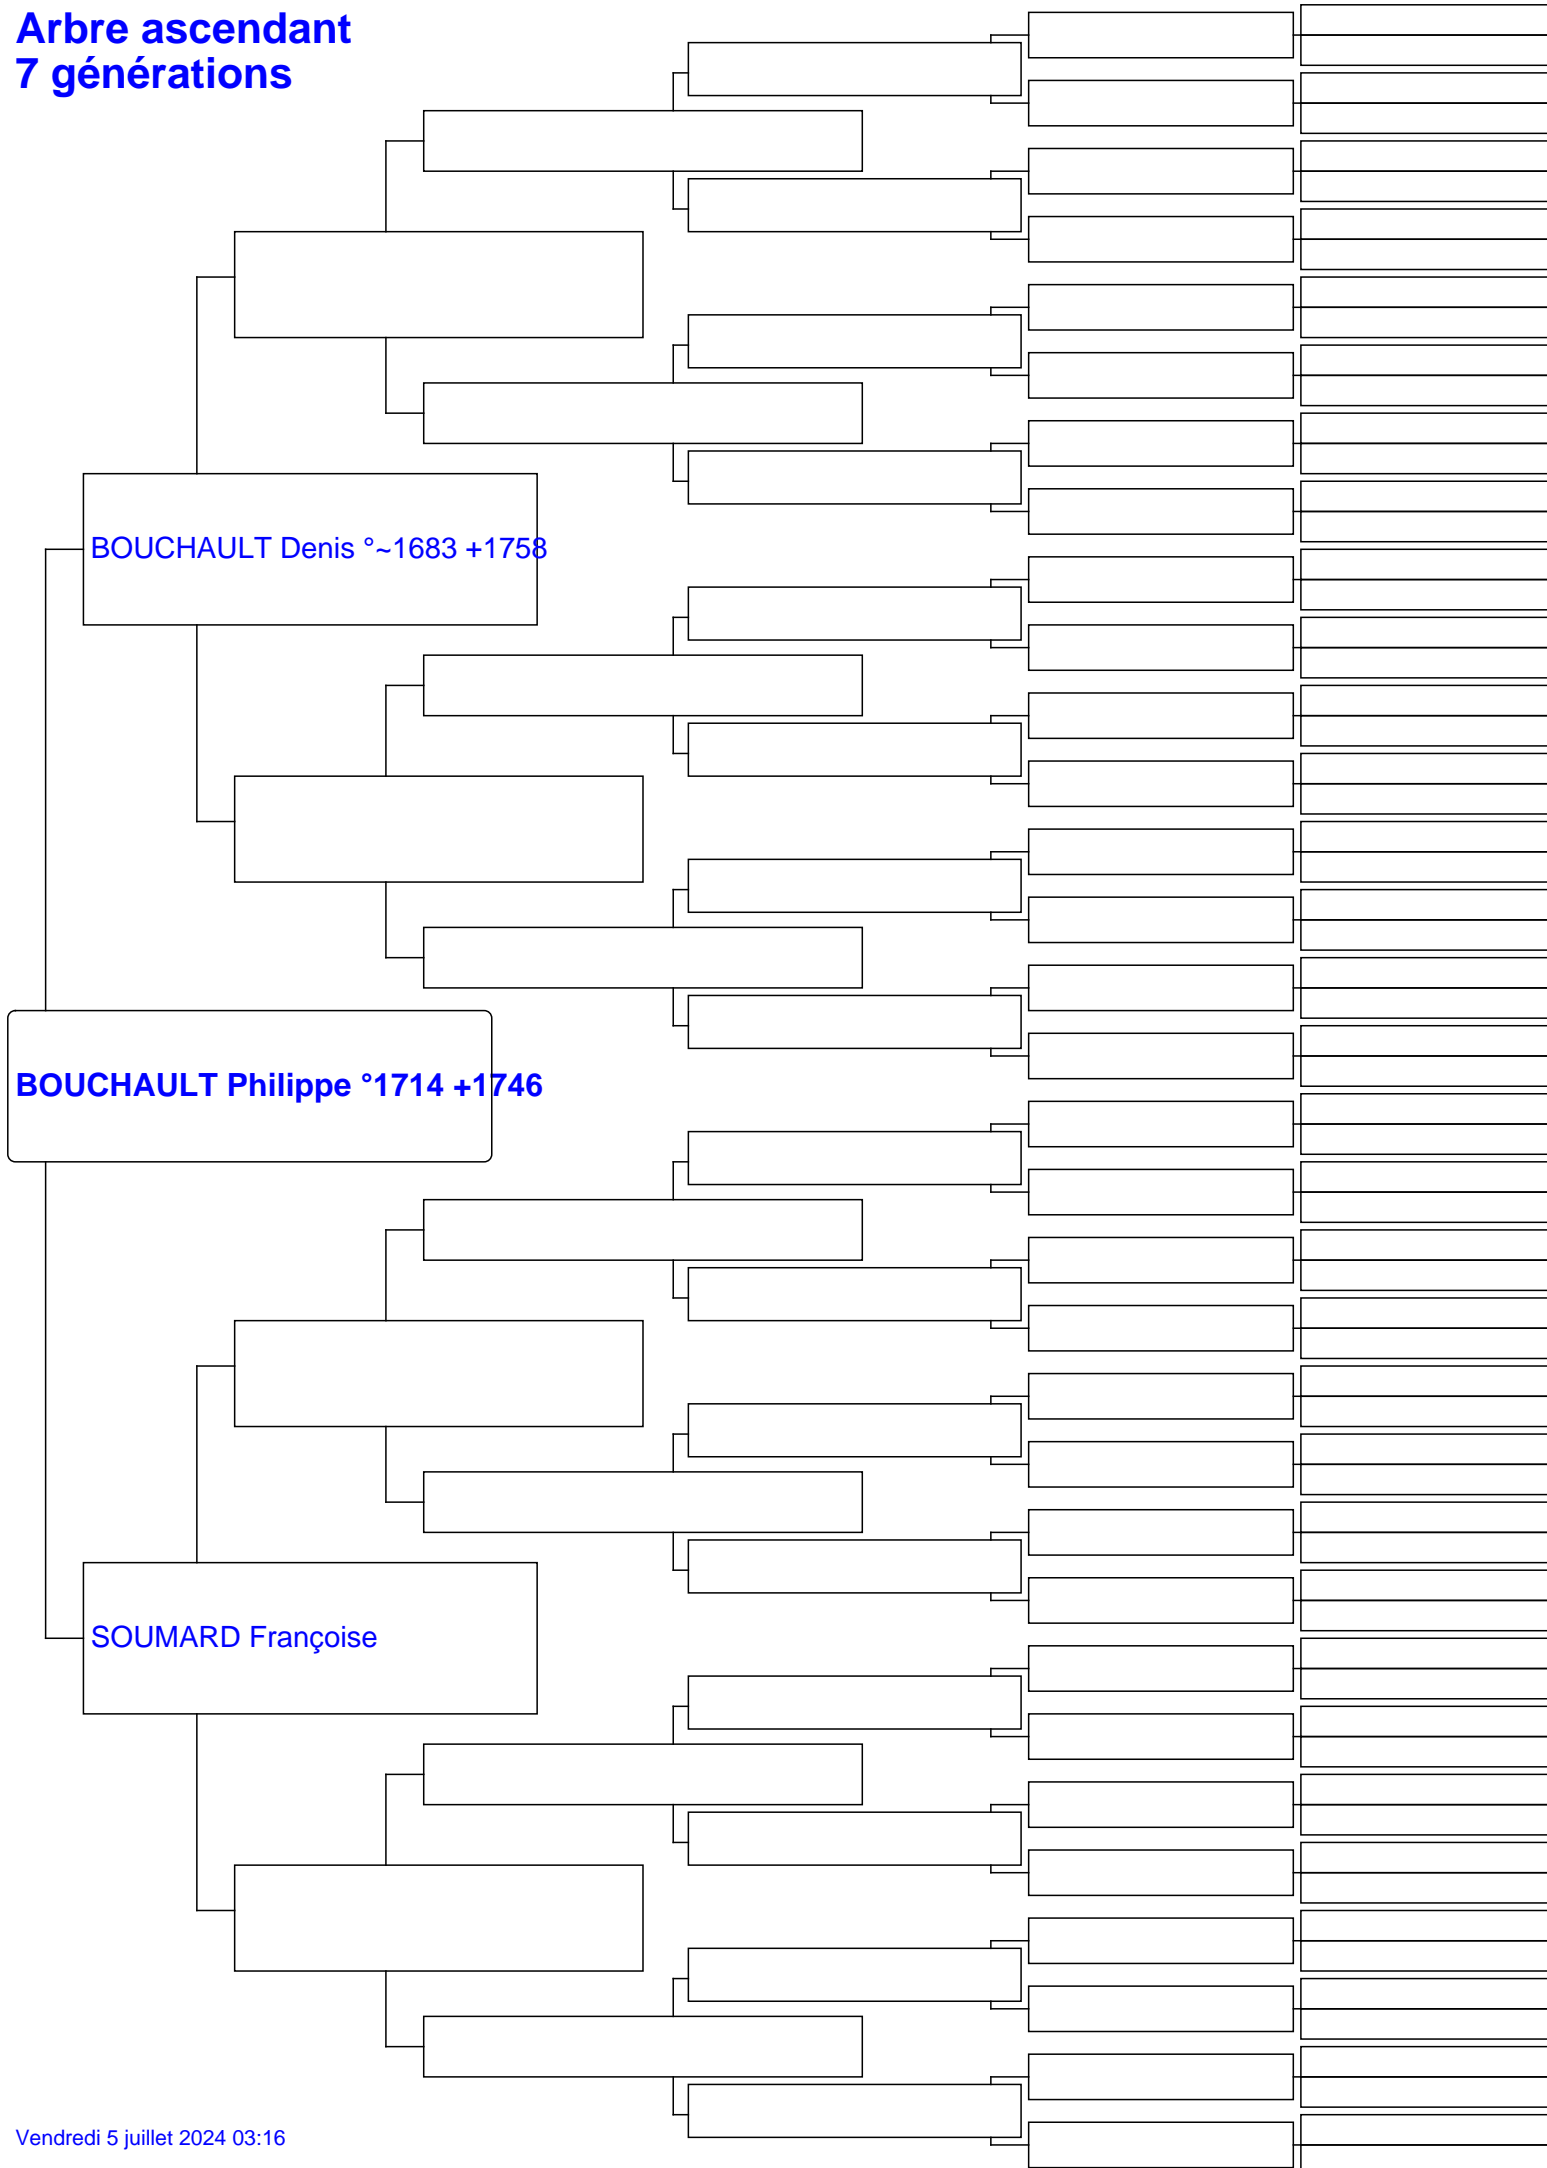 Arbre ascendant
7 générations
BOUCHAULT Denis °~1683 +1758
BOUCHAULT Philippe °1714 +1746
SOUMARD Françoise
Vendredi 5 juillet 2024 03:16